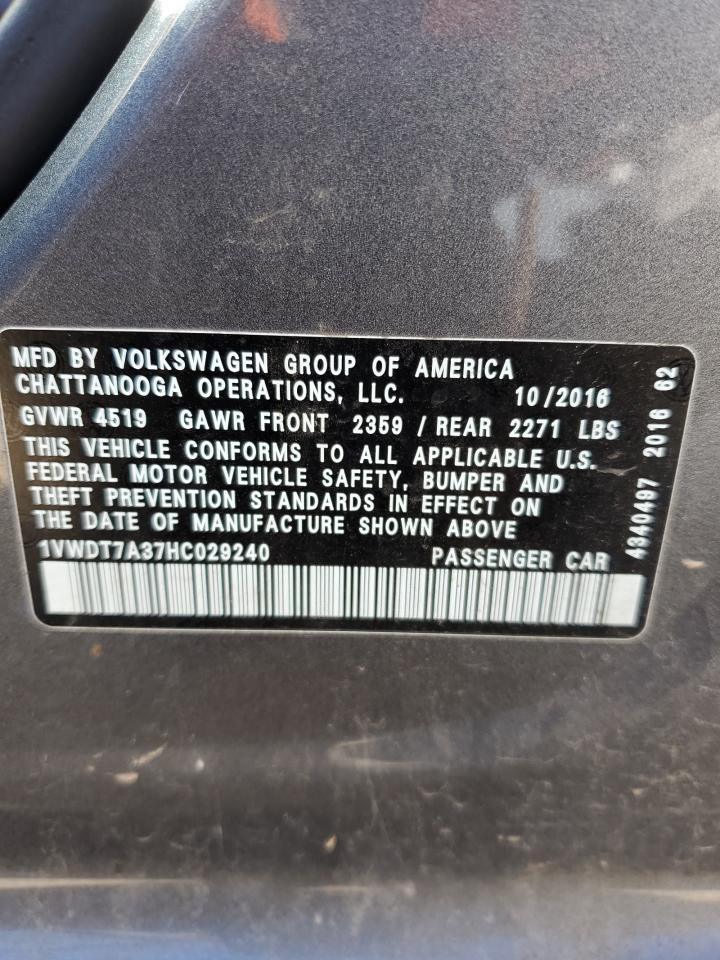 MFD BY VOLKSWAGEN GROUP OF AMERICA
CHATTANOOGA OPERATIONS, LLC. 10/2016
GVWR 4519 GAWR FRONT 2359 / REAR 2271 LBS
THIS VEHICLE CONFORMS TO ALL APPLICABLE U.S.
FEDERAL MOTOR VEHICLE SAFETY, BUMPER AND
THEFT PREVENTION STANDARDS IN EFFECT ON
THE DATE OF MANUFACTURE SHOWN ABOVE
1VWDT7A37HC029240 PASSENGER CAR
4340497 2016 62